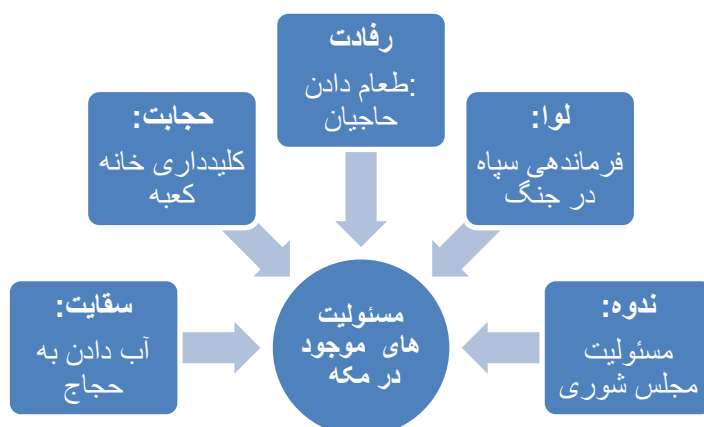 رفادت
:طعام دادن
حاجیان
لوا:
فرماندهی سپاه
در جنگ
حجابت:
کلیدداری خانه
کعبه
ندوه:
مسئولیت
مجلس شوری
سقایت:
آب دادن به
حجاج
مسئولیت
های موجود
در مکه